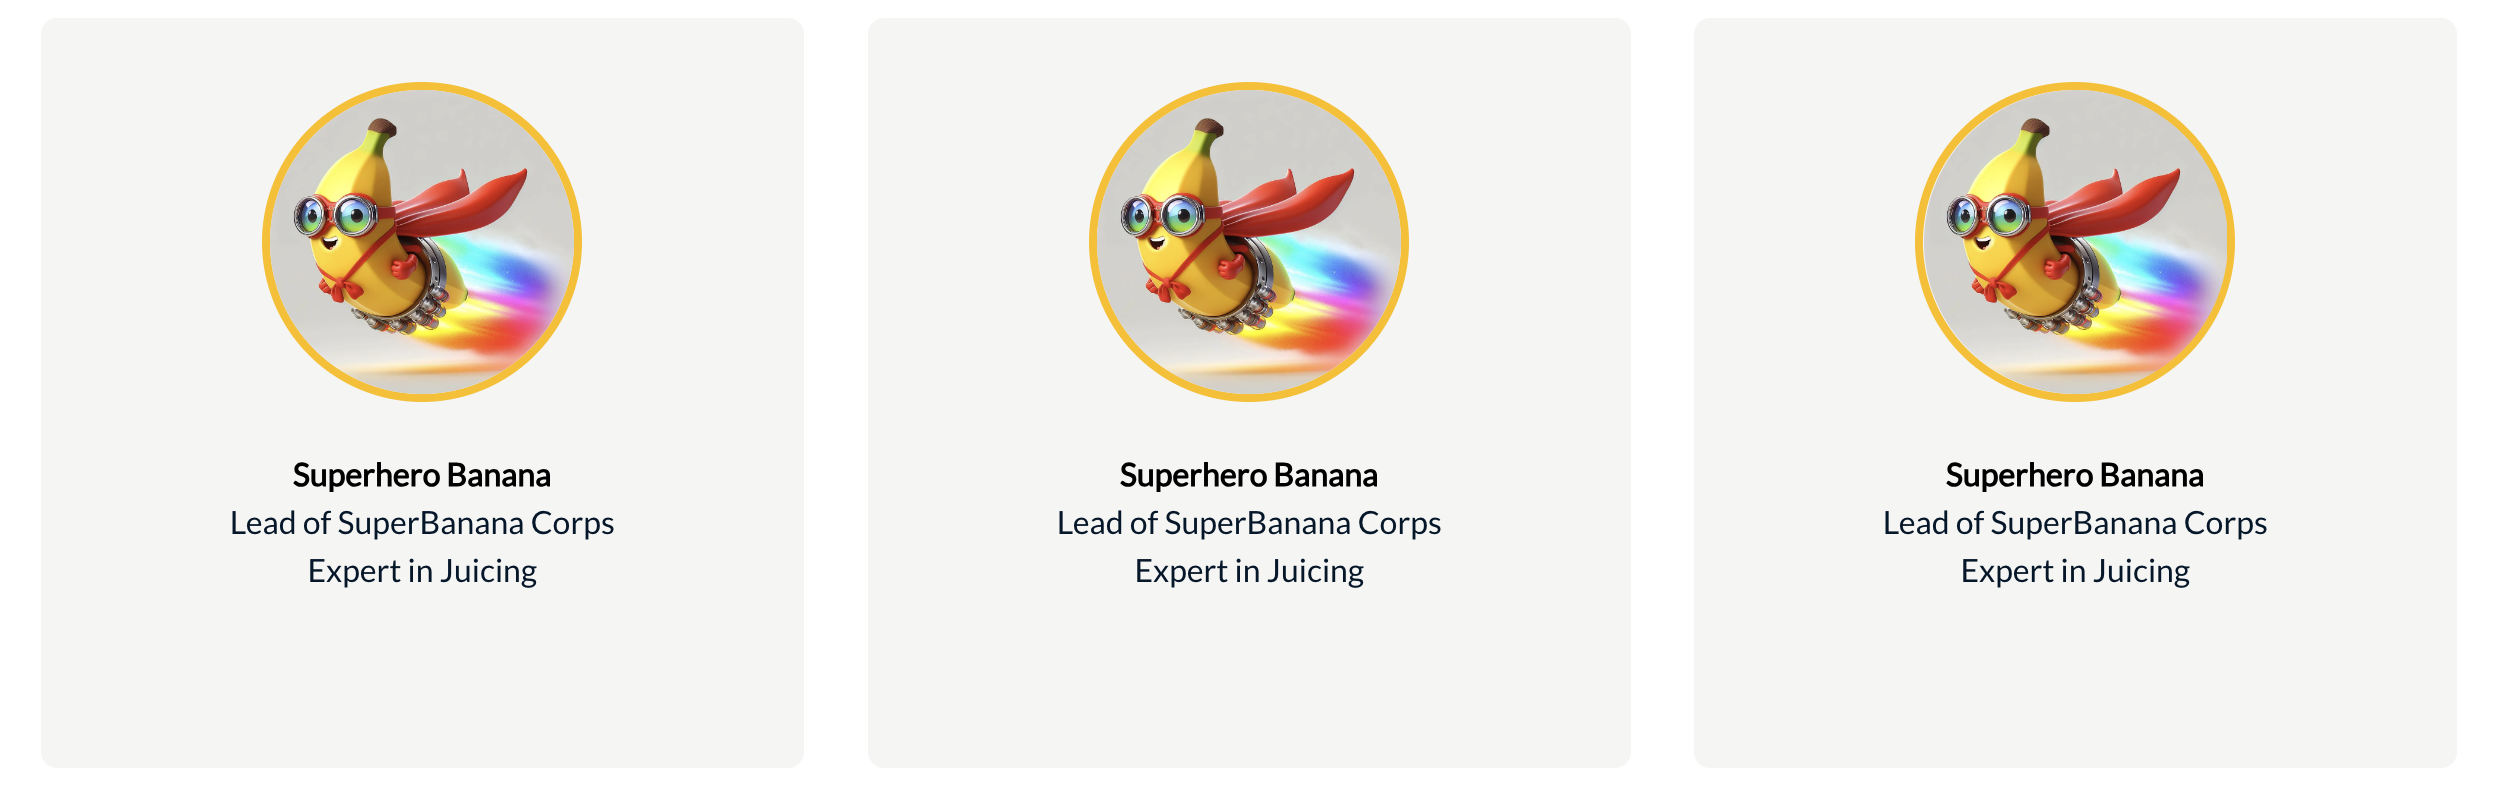 Superhero Banana
Lead of SuperBanana Corps
Expert in Juicing
Superhero Banana
Lead of SuperBanana Corps
Expert in Juicing
Superhero Banana
Lead of SuperBanana Corps
Expert in Juicing